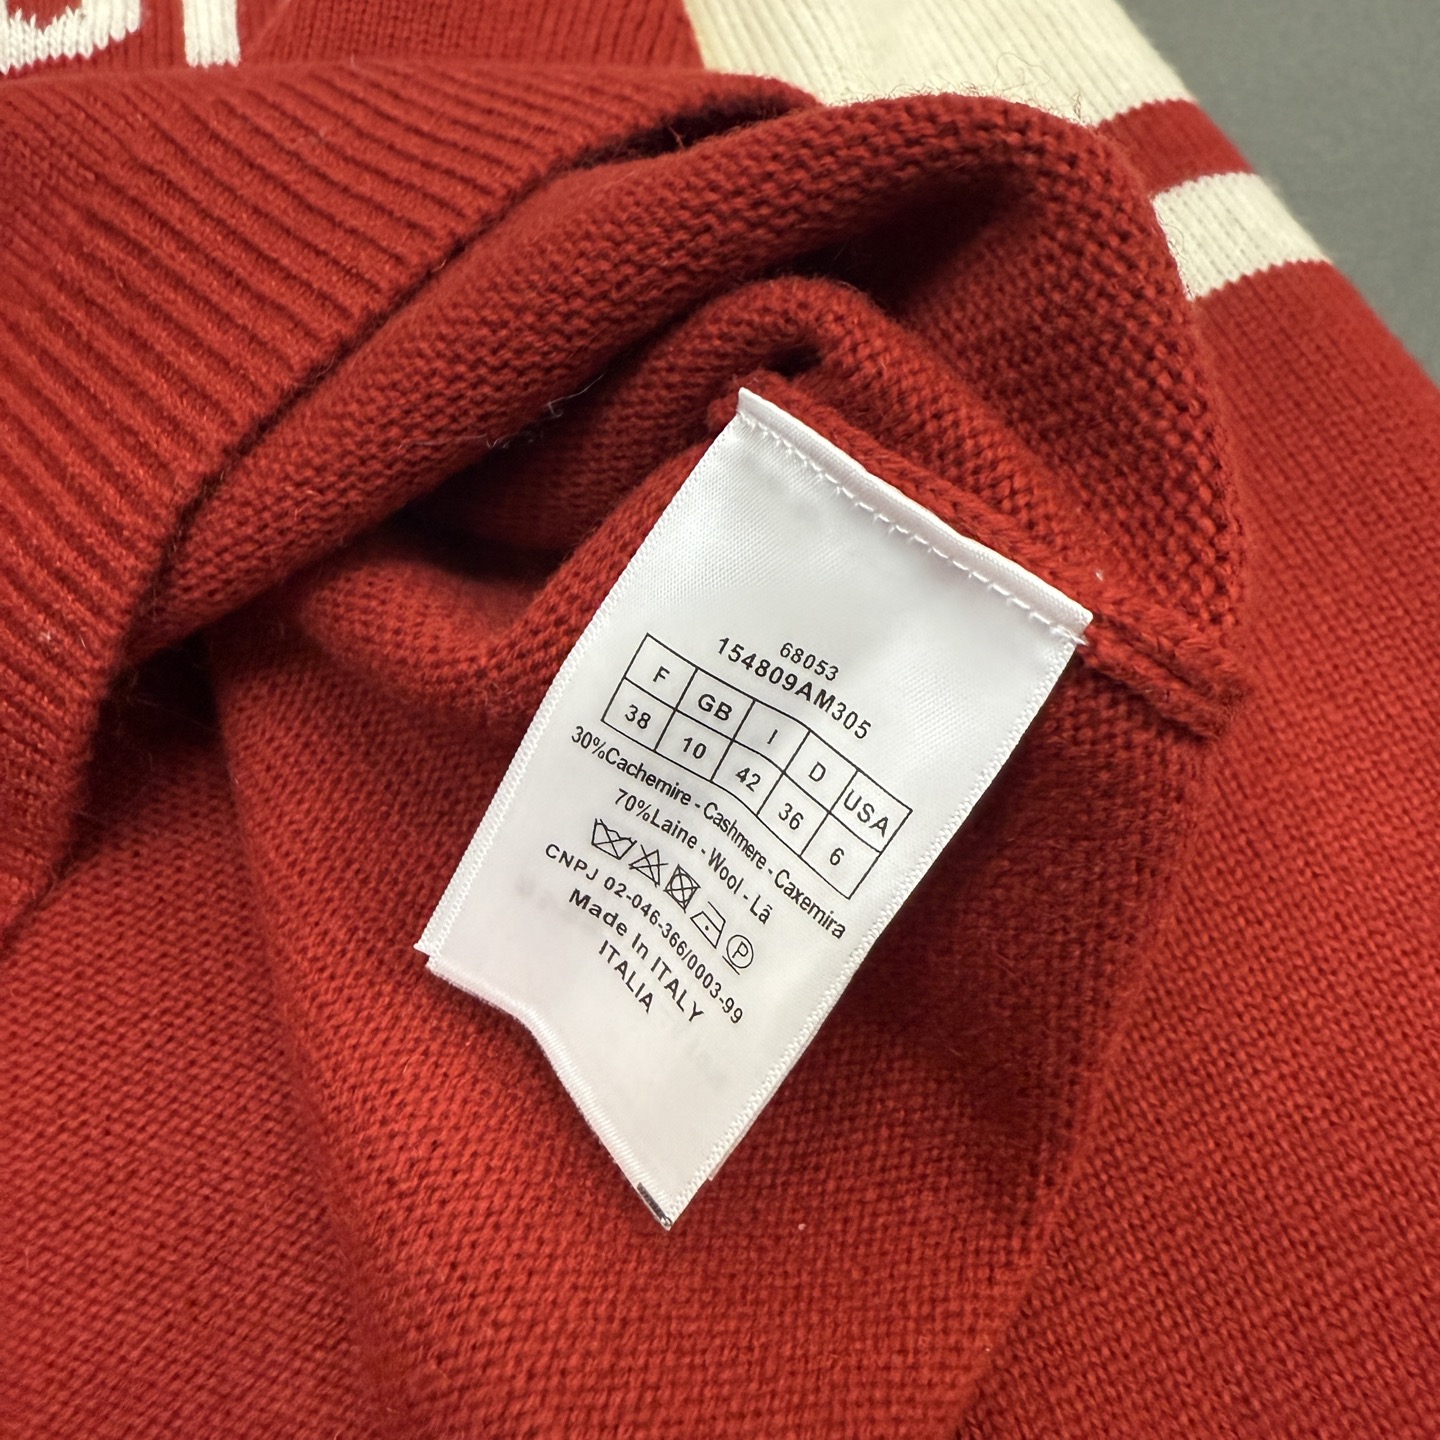 68053
154809AM305
F GB I D USA
38 10 42 36 6
30%Cachemire - Cashmere - Caxemira
70%Laine - Wool - Lã
P
CNPJ 02-046-366/0003-99
Made In ITALY
ITALIA